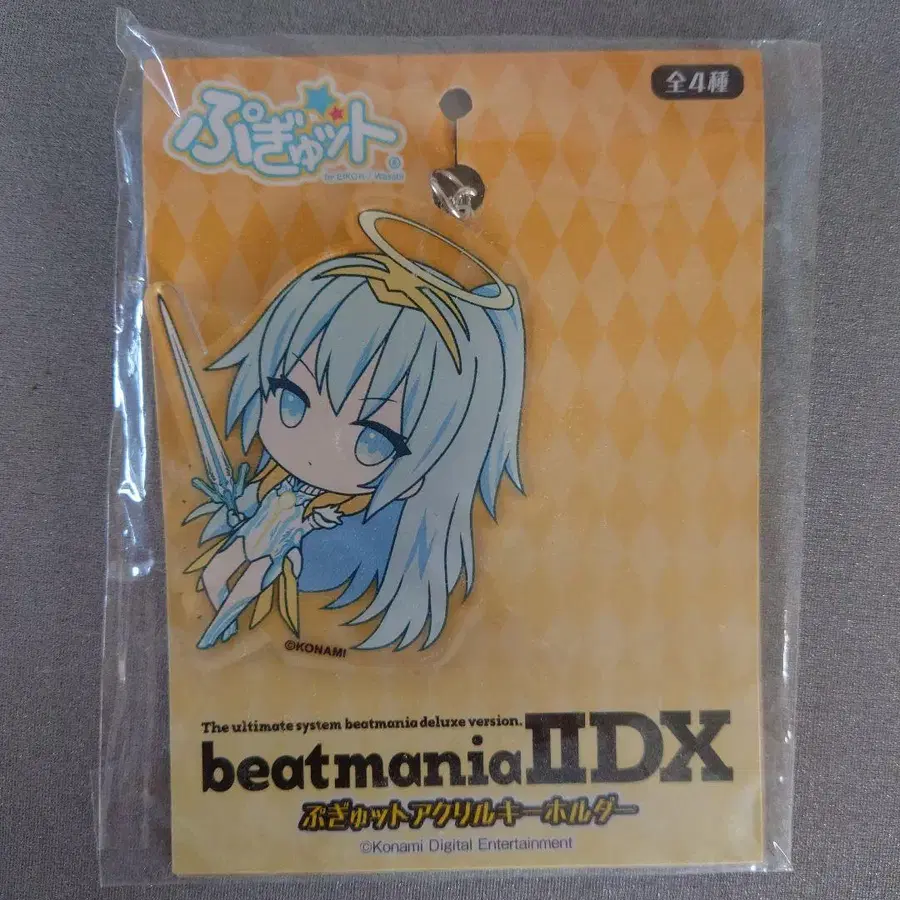 全4種
ぷぎゅット
®
by EIKOH
©KONAMI
The ultimate system beatmania deluxe version.
beatmania IIDX
ぷぎゅットアクリルキーホルダー
©Konami Digital Entertainment